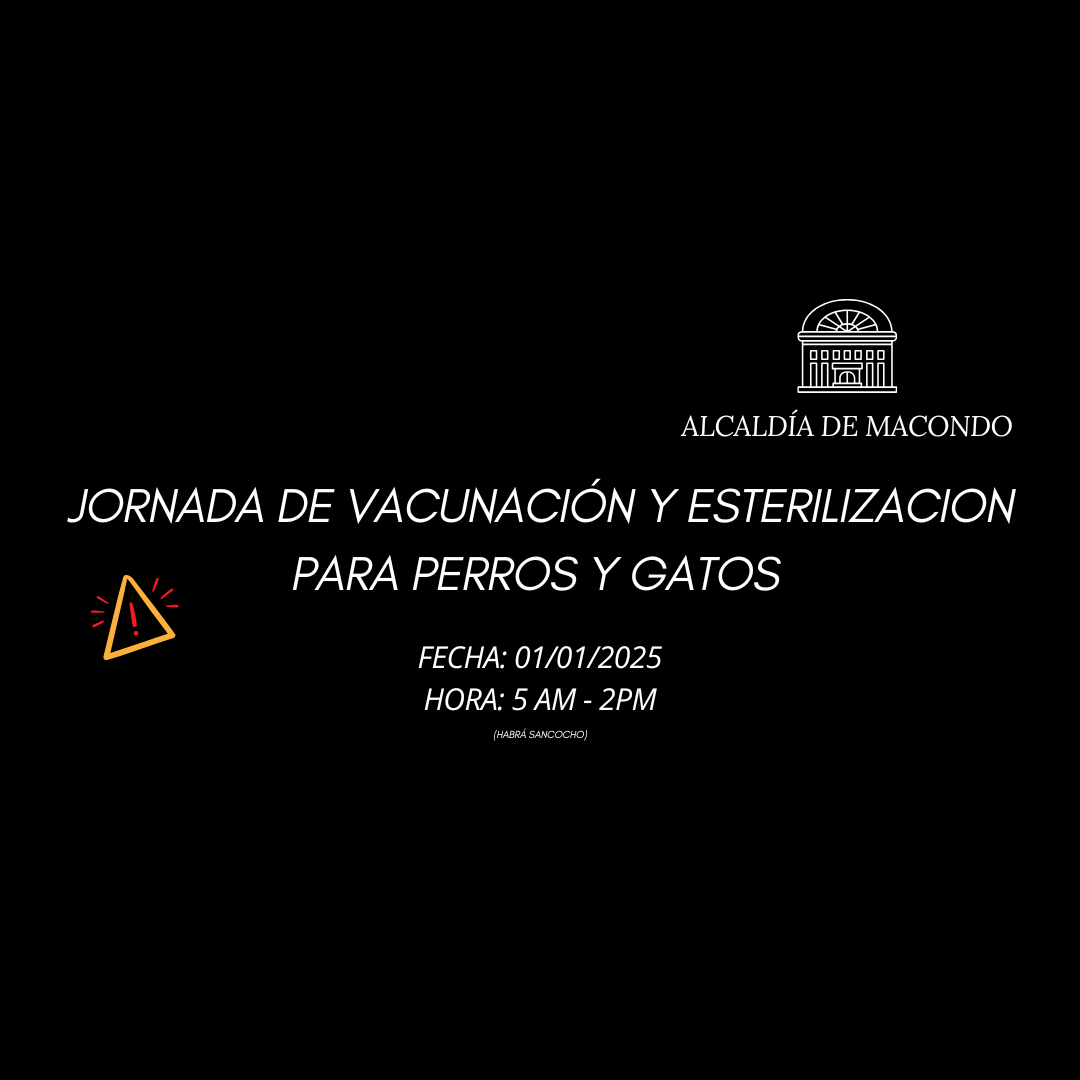 ALCALDÍA DE MACONDO
JORNADA DE VACUNACIÓN Y ESTERILIZACION
PARA PERROS Y GATOS
FECHA: 01/01/2025
HORA: 5 AM - 2PM
(HABRÁ SANCOCHO)